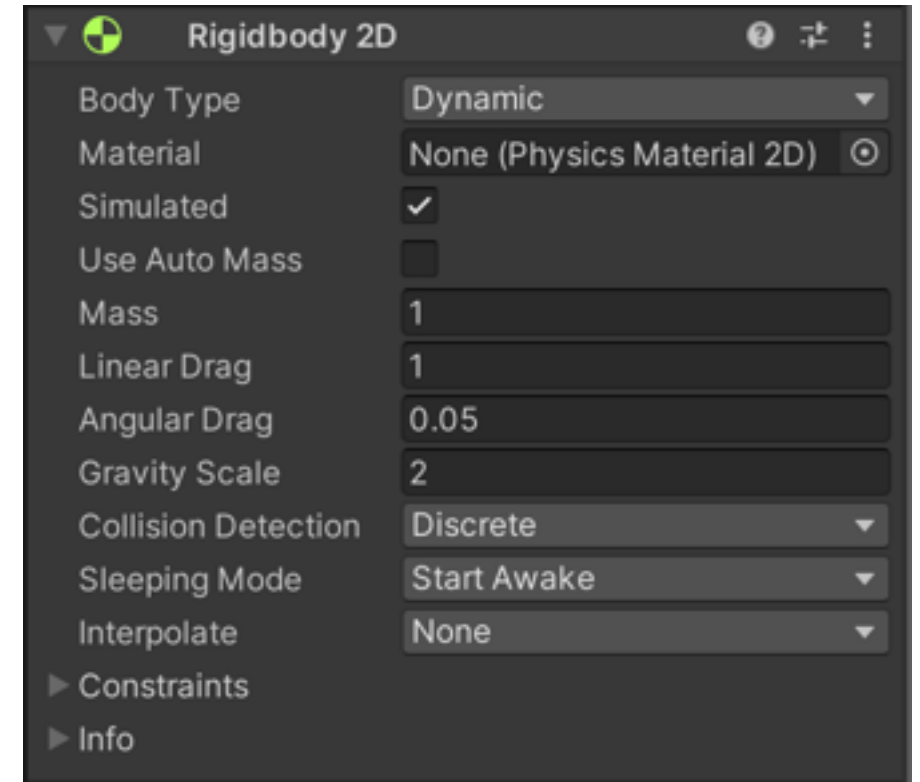 Rigidbody 2D
Body Type Dynamic
Material None (Physics Material 2D)
Simulated
Use Auto Mass
Mass 1
Linear Drag 1
Angular Drag 0.05
Gravity Scale 2
Collision Detection Discrete
Sleeping Mode Start Awake
Interpolate None
Constraints
Info